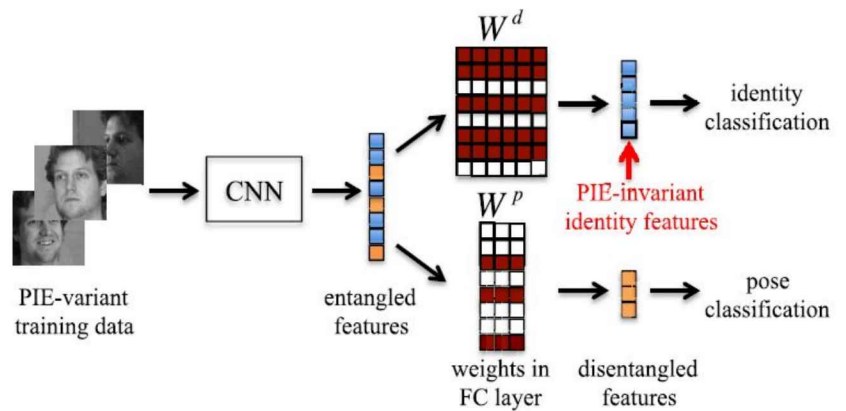 W^d
identity
classification
CNN
PIE-invariant
identity features
W^p
PIE-variant
training data
entangled
features
pose
classification
weights in
FC layer
disentangled
features